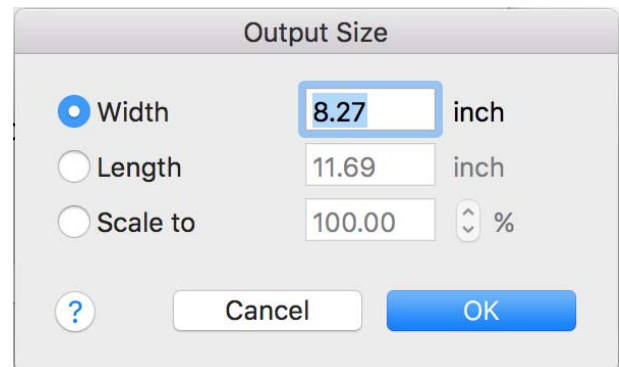 Output Size
Width 8.27 inch
Length 11.69 inch
Scale to 100.00 %
? Cancel OK